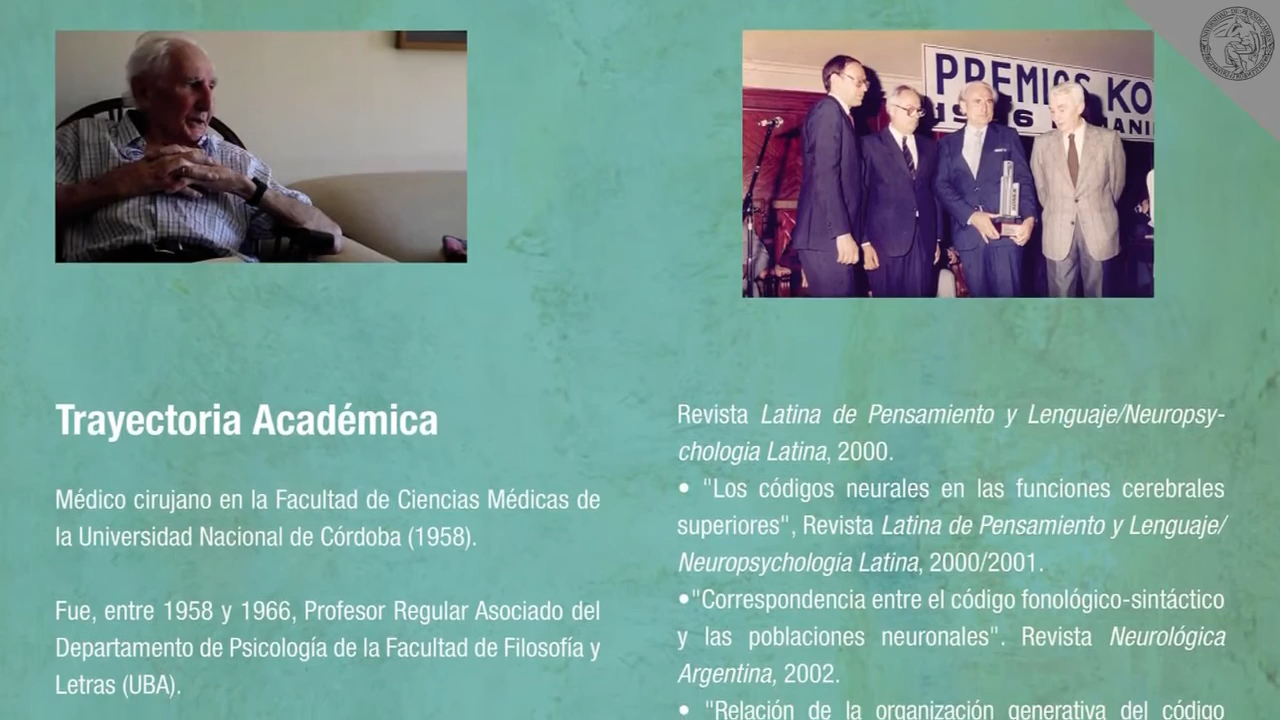 PREMIOS KO
Trayectoria Académica
Médico cirujano en la Facultad de Ciencias Médicas de
la Universidad Nacional de Córdoba (1958).
Fue, entre 1958 y 1966, Profesor Regular Asociado del
Departamento de Psicología de la Facultad de Filosofía y
Letras (UBA).
Revista Latina de Pensamiento y Lenguaje/Neuropsy-
chologia Latina, 2000.
• "Los códigos neurales en las funciones cerebrales
superiores", Revista Latina de Pensamiento y Lenguaje/
Neuropsychologia Latina, 2000/2001.
•"Correspondencia entre el código fonológico-sintáctico
y las poblaciones neuronales". Revista Neurológica
Argentina, 2002.
• "Relación de la organización generativa del código